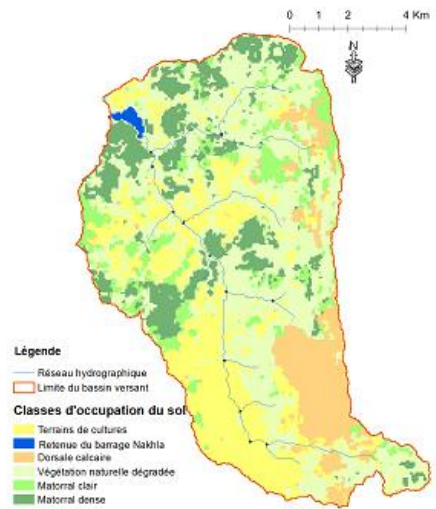 0 1 2 4 Km
N
Légende
Réseau hydrographique
Limite du bassin versant
Classes d'occupation du sol
Terrains de cultures
Retenue du barrage Nakhla
Dorsale calcaire
Végétation naturelle dégradée
Matorral clair
Matorral dense